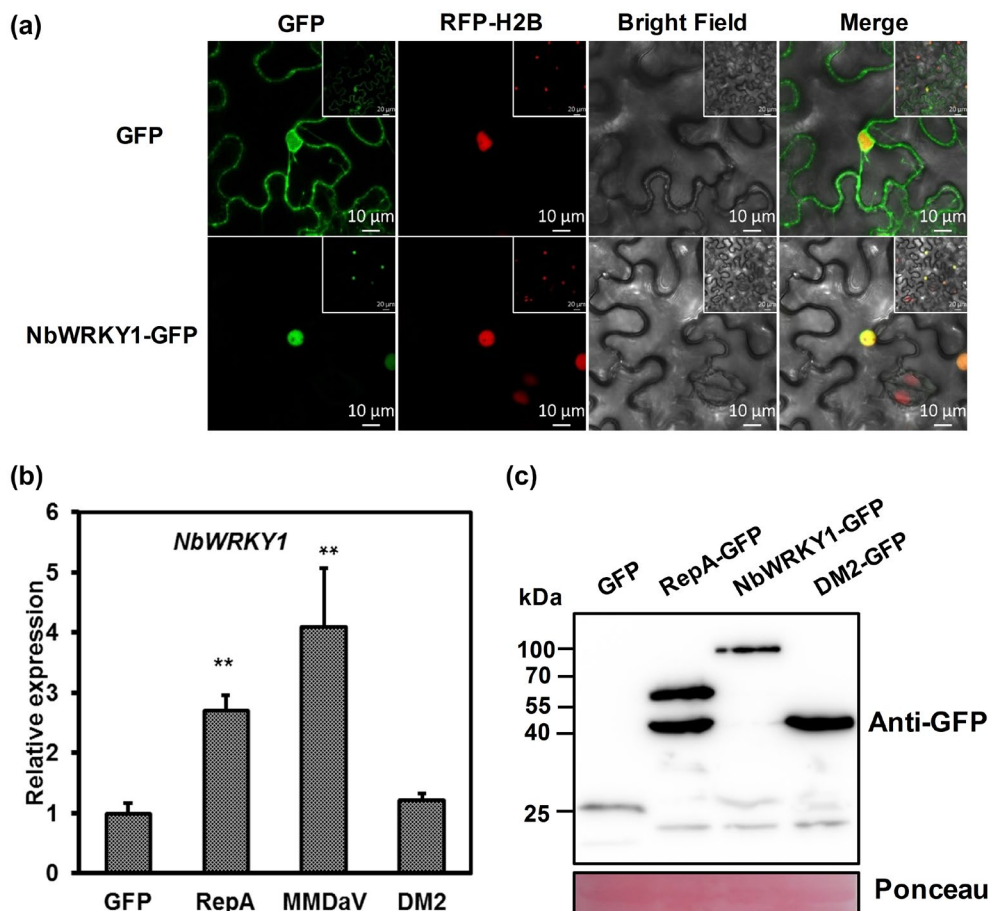 (a)
GFP RFP-H2B Bright Field Merge
GFP
20 μm 20 μm 20 μm 20 μm
10 μm 10 μm 10 μm 10 μm
NbWRKY1-GFP
20 μm 20 μm 20 μm 20 μm
10 μm 10 μm 10 μm 10 μm
(b)
NbWRKY1
Relative expression
6
5
4
3
2
1
0
** **
GFP RepA MMDaV DM2
(c)
GFP RepA-GFP NbWRKY1-GFP DM2-GFP
kDa
100
70
55
40
25
Anti-GFP
Ponceau